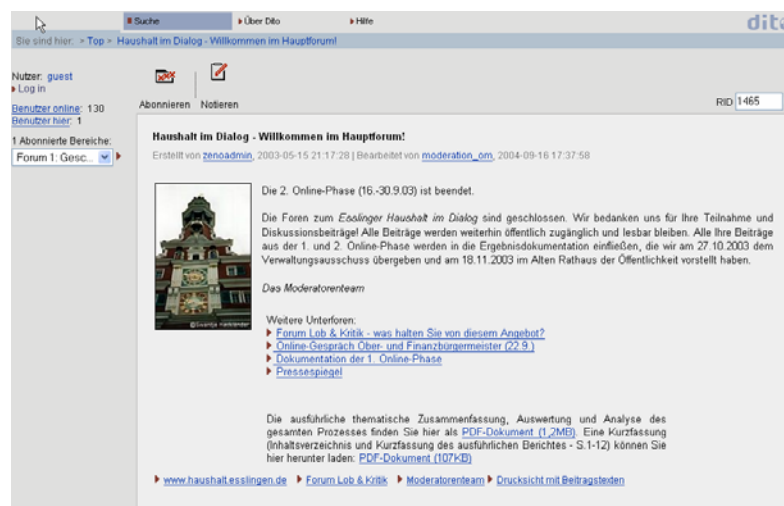 Suche Über Dito Hilfe dito
Sie sind hier: > Top > Haushalt im Dialog - Willkommen im Hauptforum!
Nutzer: guest
Log in
Benutzer online: 130
Benutzer hier: 1
1 Abonnierte Bereiche:
Forum 1: Gesc...
Abonnieren Notieren
RID 1465
Haushalt im Dialog - Willkommen im Hauptforum!
Erstellt von zenoadmin, 2003-05-15 21:17:28 | Bearbeitet von moderation_om, 2004-09-16 17:37:58
Die 2. Online-Phase (16.-30.9.03) ist beendet.
Die Foren zum Esslinger Haushalt im Dialog sind geschlossen. Wir bedanken uns für Ihre Teilnahme und
Diskussionsbeiträge! Alle Beiträge werden weiterhin öffentlich zugänglich und lesbar bleiben. Alle Ihre Beiträge
aus der 1. und 2. Online-Phase werden in die Ergebnisdokumentation einfließen, die wir am 27.10.2003 dem
Verwaltungsausschuss übergeben und am 18.11.2003 im Alten Rathaus der Öffentlichkeit vorstellt haben.
Das Moderatorenteam
Weitere Unterforen:
Forum Lob & Kritik - was halten Sie von diesem Angebot?
Online-Gespräch Ober- und Finanzbürgermeister (22.9.)
Dokumentation der 1. Online-Phase
Pressespiegel
Die ausführliche thematische Zusammenfassung, Auswertung und Analyse des
gesamten Prozesses finden Sie hier als PDF-Dokument (1,2MB). Eine Kurzfassung
(Inhaltsverzeichnis und Kurzfassung des ausführlichen Berichtes - S.1-12) können Sie
hier herunter laden: PDF-Dokument (107KB)
www.haushalt.esslingen.de Forum Lob & Kritik Moderatorenteam Drucksicht mit Beitragstexten